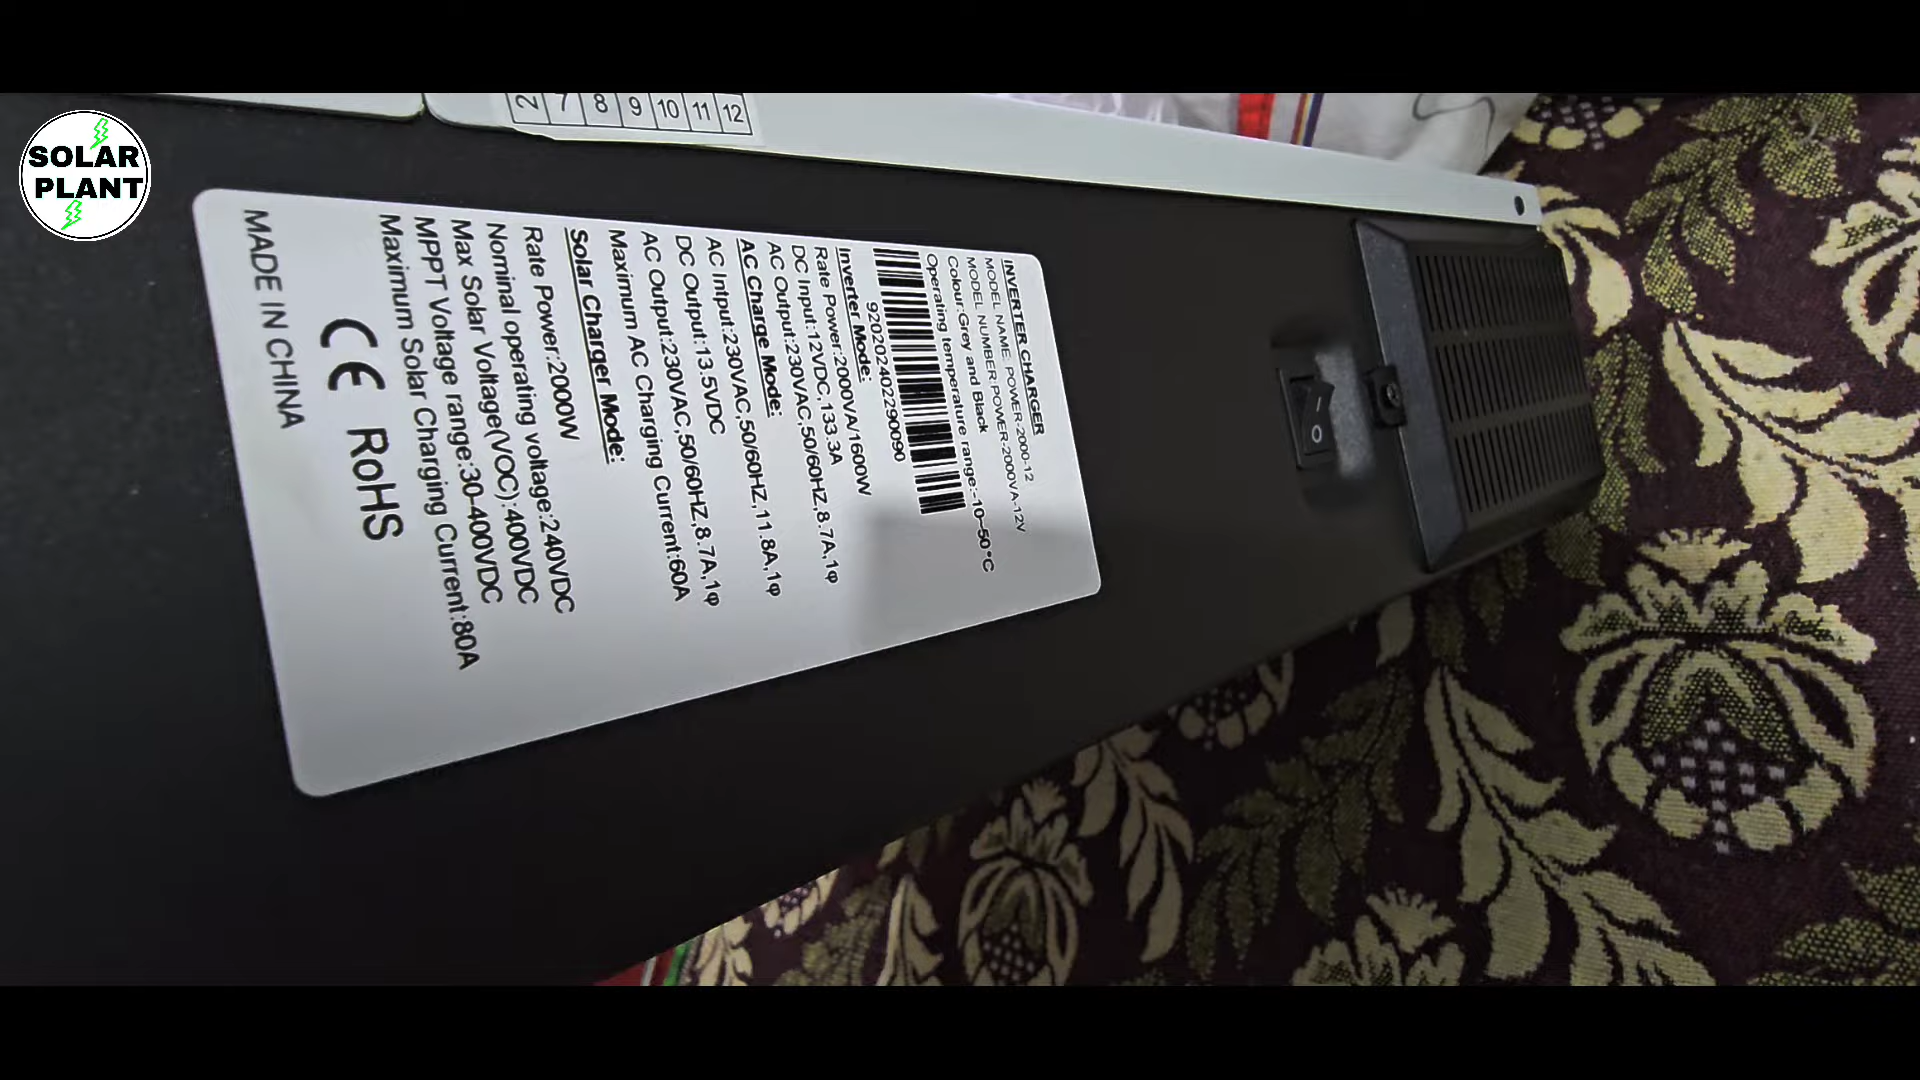 SOLAR
PLANT
7
8
9
10
11
12
INVERTER CHARGER
MODEL NAME: POWER-2000-12
MODEL NUMBER:POWER-2000VA-12V
Colour:Grey and Black
Operating temperature range:-10~50°C
920202402290090
Inverter Mode:
Rate Power:2000VA/1600W
DC Input:12VDC,133.3A
AC Output:230VAC,50/60HZ,8.7A,1φ
AC Charge Mode:
AC Intput:230VAC,50/60HZ,11.8A,1φ
DC Output:13.5VDC
AC Output:230VAC,50/60HZ,8.7A,1φ
Maximum AC Charging Current:60A
Solar Charger Mode:
Rate Power:2000W
Nominal operating voltage:240VDC
Max Solar Voltage(VOC):400VDC
MPPT Voltage range:30-400VDC
Maximum Solar Charging Current:80A
CE RoHS
MADE IN CHINA